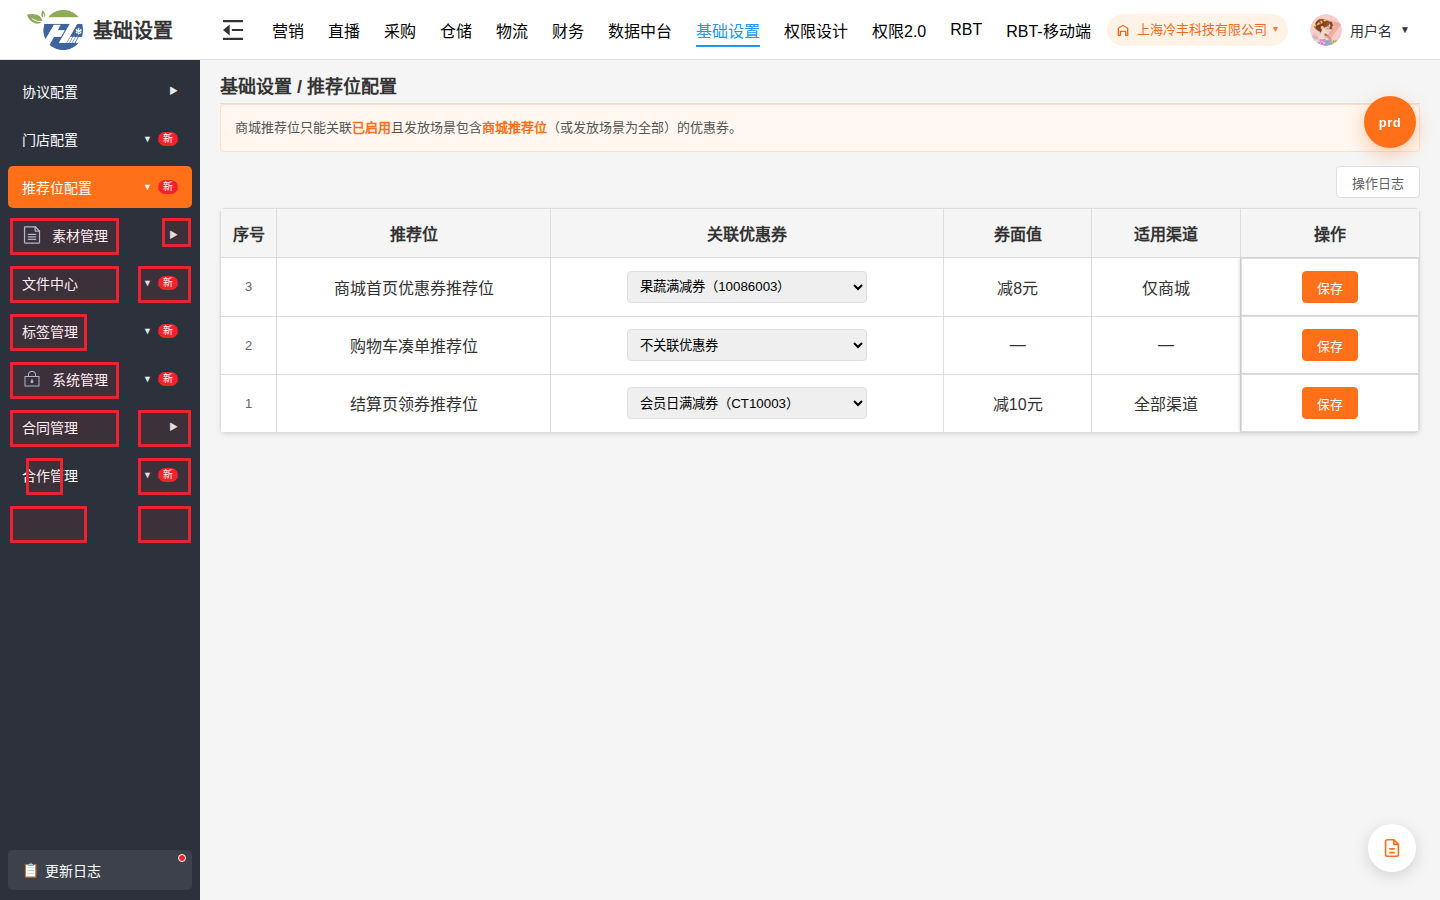 基础设置
营销 直播 采购 仓储 物流 财务 数据中台 基础设置 权限设计 权限2.0 RBT RBT-移动端
上海冷丰科技有限公司
用户名
协议配置
门店配置 新
推荐位配置 新
素材管理
文件中心 新
标签管理 新
系统管理 新
合同管理
合作管理 新
更新日志
基础设置 / 推荐位配置
商城推荐位只能关联已启用且发放场景包含商城推荐位（或发放场景为全部）的优惠券。
prd
操作日志
序号 推荐位 关联优惠券 券面值 适用渠道 操作
3 商城首页优惠券推荐位 果蔬满减券（10086003） 减8元 仅商城 保存
2 购物车凑单推荐位 不关联优惠券 — — 保存
1 结算页领券推荐位 会员日满减券（CT10003） 减10元 全部渠道 保存